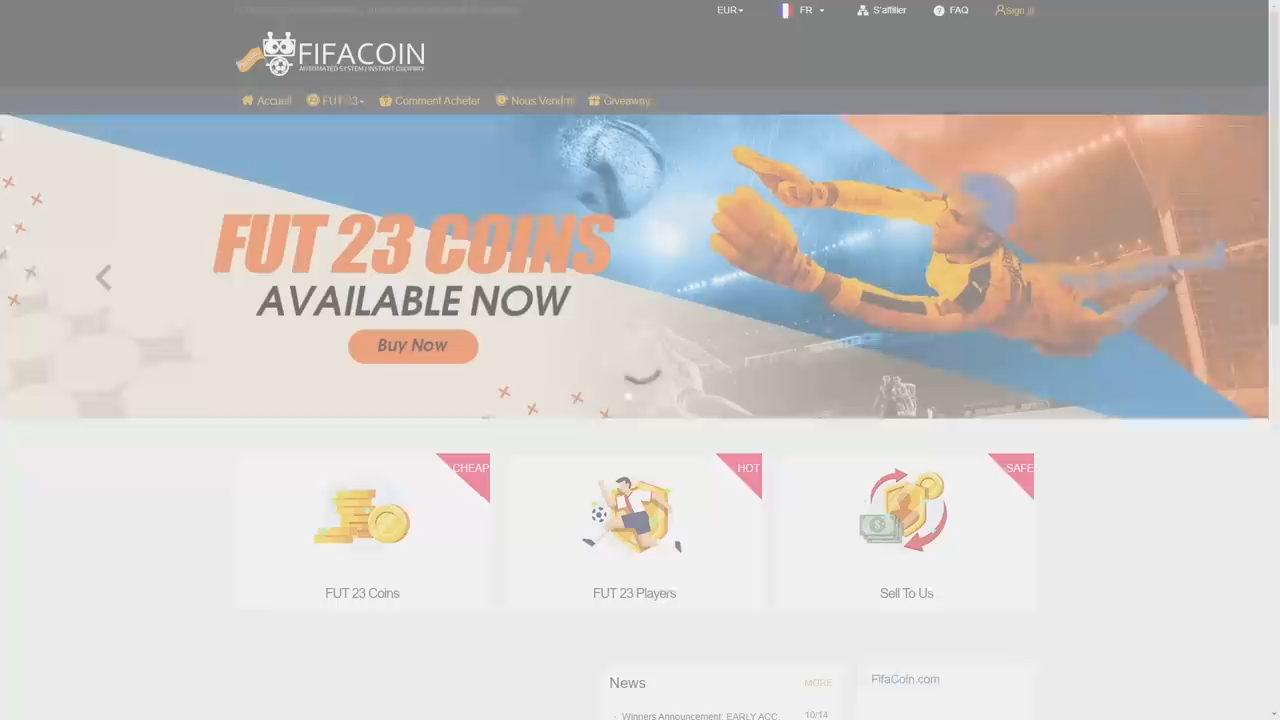 EUR
FR
S'affilier
FAQ
Sign in
FIFACOIN
AUTOMATED SYSTEM / INSTANT DELIVERY
Accueil
FUT 23
Comment Acheter
Nous Vendre
Giveaway
FUT 23 COINS
AVAILABLE NOW
Buy Now
CHEAP
HOT
SAFE
FUT 23 Coins
FUT 23 Players
Sell To Us
News
MORE
FifaCoin.com
Winners Announcement: EARLY ACC.
10/14